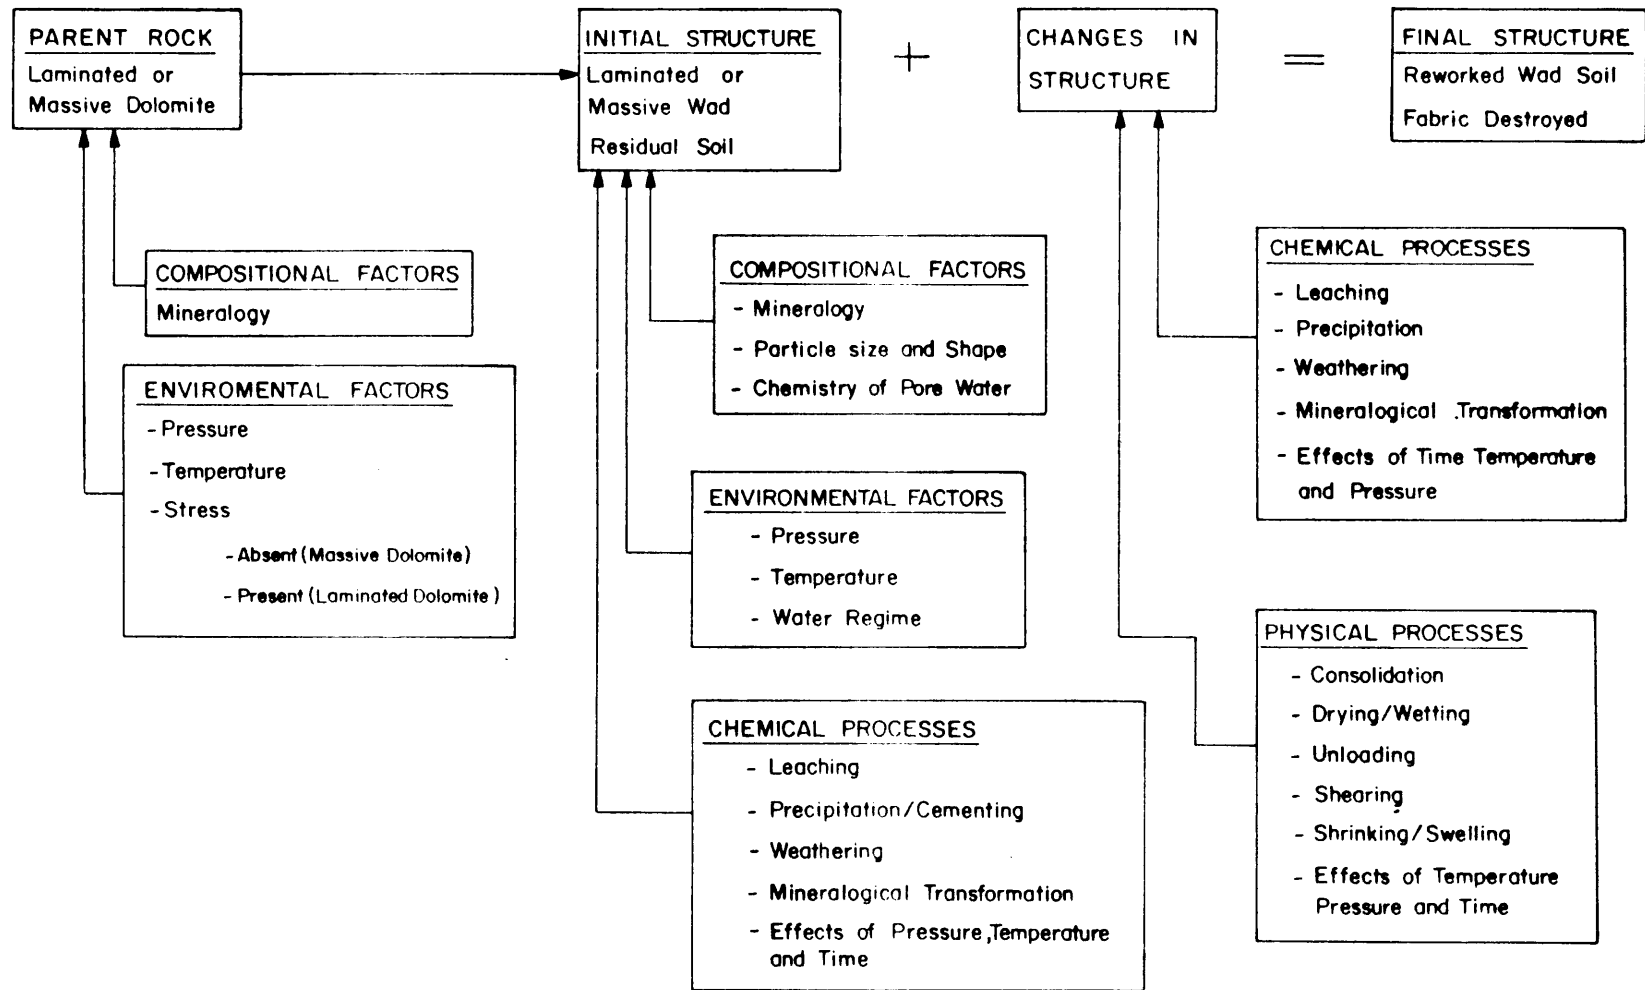 PARENT ROCK
Laminated or
Massive Dolomite
INITIAL STRUCTURE
Laminated or
Massive Wad
Residual Soil
+
CHANGES IN
STRUCTURE
=
FINAL STRUCTURE
Reworked Wad Soil
Fabric Destroyed
COMPOSITIONAL FACTORS
Mineralogy
ENVIROMENTAL FACTORS
- Pressure
- Temperature
- Stress
- Absent (Massive Dolomite)
- Present (Laminated Dolomite)
COMPOSITIONAL FACTORS
- Mineralogy
- Particle size and Shape
- Chemistry of Pore Water
ENVIRONMENTAL FACTORS
- Pressure
- Temperature
- Water Regime
CHEMICAL PROCESSES
- Leaching
- Precipitation/Cementing
- Weathering
- Mineralogical Transformation
- Effects of Pressure, Temperature
and Time
CHEMICAL PROCESSES
- Leaching
- Precipitation
- Weathering
- Mineralogical .Transformation
- Effects of Time Temperature
and Pressure
PHYSICAL PROCESSES
- Consolidation
- Drying/Wetting
- Unloading
- Shearing
- Shrinking/Swelling
- Effects of Temperature
Pressure and Time